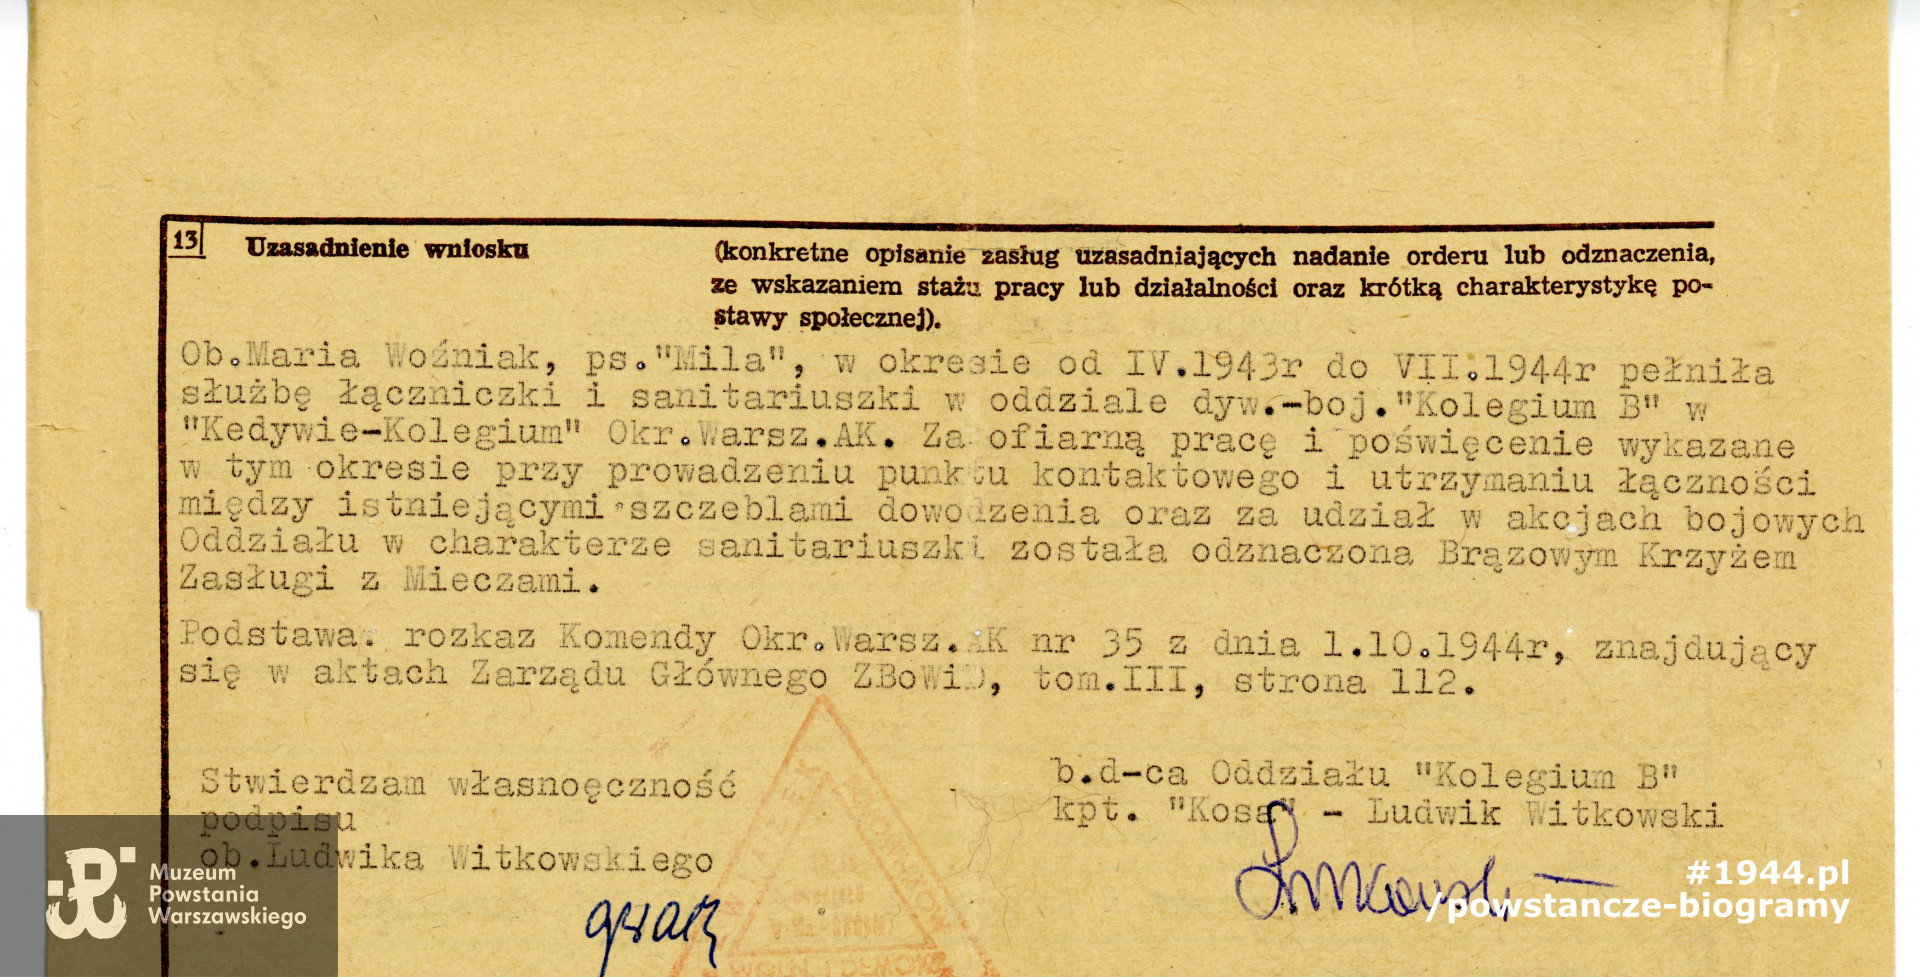 13 Uzasadnienie wniosku (konkretne opisanie zasług uzasadniających nadanie orderu lub odznaczenia,
ze wskazaniem stażu pracy lub działalności oraz krótką charakterystykę po-
stawy społecznej).
Ob.Maria Woźniak, ps."Mila", w okresie od IV.1943r do VII.1944r pełniła
służbę łączniczki i sanitariuszki w oddziale dyw.-boj."Kolegium B" w
"Kedywie-Kolegium" Okr.Warsz.AK. Za ofiarną pracę i poświęcenie wykazane
w tym okresie przy prowadzeniu punktu kontaktowego i utrzymaniu łączności
między istniejącymi szczeblami dowodzenia oraz za udział w akcjach bojowych
Oddziału w charakterze sanitariuszki została odznaczona Brązowym Krzyżem
Zasługi z Mieczami.
Podstawa: rozkaz Komendy Okr.Warsz.AK nr 35 z dnia 1.10.1944r, znajdujący
się w aktach Zarządu Głównego ZBoWiD, tom.III, strona 112.
Stwierdzam własnoęczność
podpisu
ob.Ludwika Witkowskiego
b.d-ca Oddziału "Kolegium B"
kpt. "Kosa" - Ludwik Witkowski
Muzeum
Powstania
Warszawskiego
#1944.pl
/powstancze-biogramy